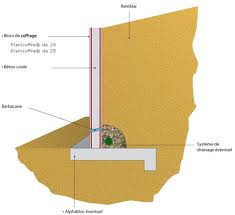 Remblai
• Blocs de coffrage
Planicoffre® de 20
Planicoffre® de 25
• Béton coulé
Barbacane
Système de
drainage éventuel
• Alphabloc éventuel